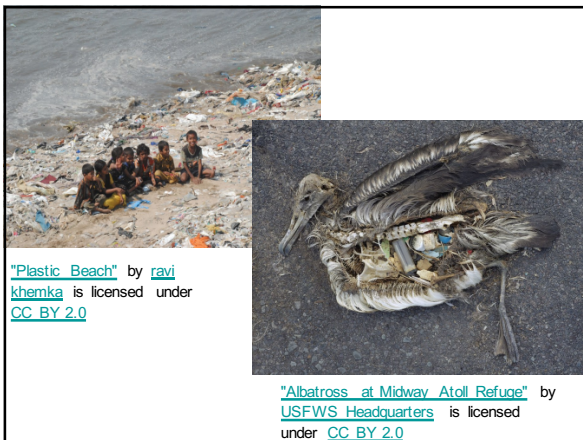 "Plastic Beach" by ravi
khemka is licensed under
CC BY 2.0
"Albatross at Midway Atoll Refuge" by
USFWS Headquarters is licensed
under CC BY 2.0